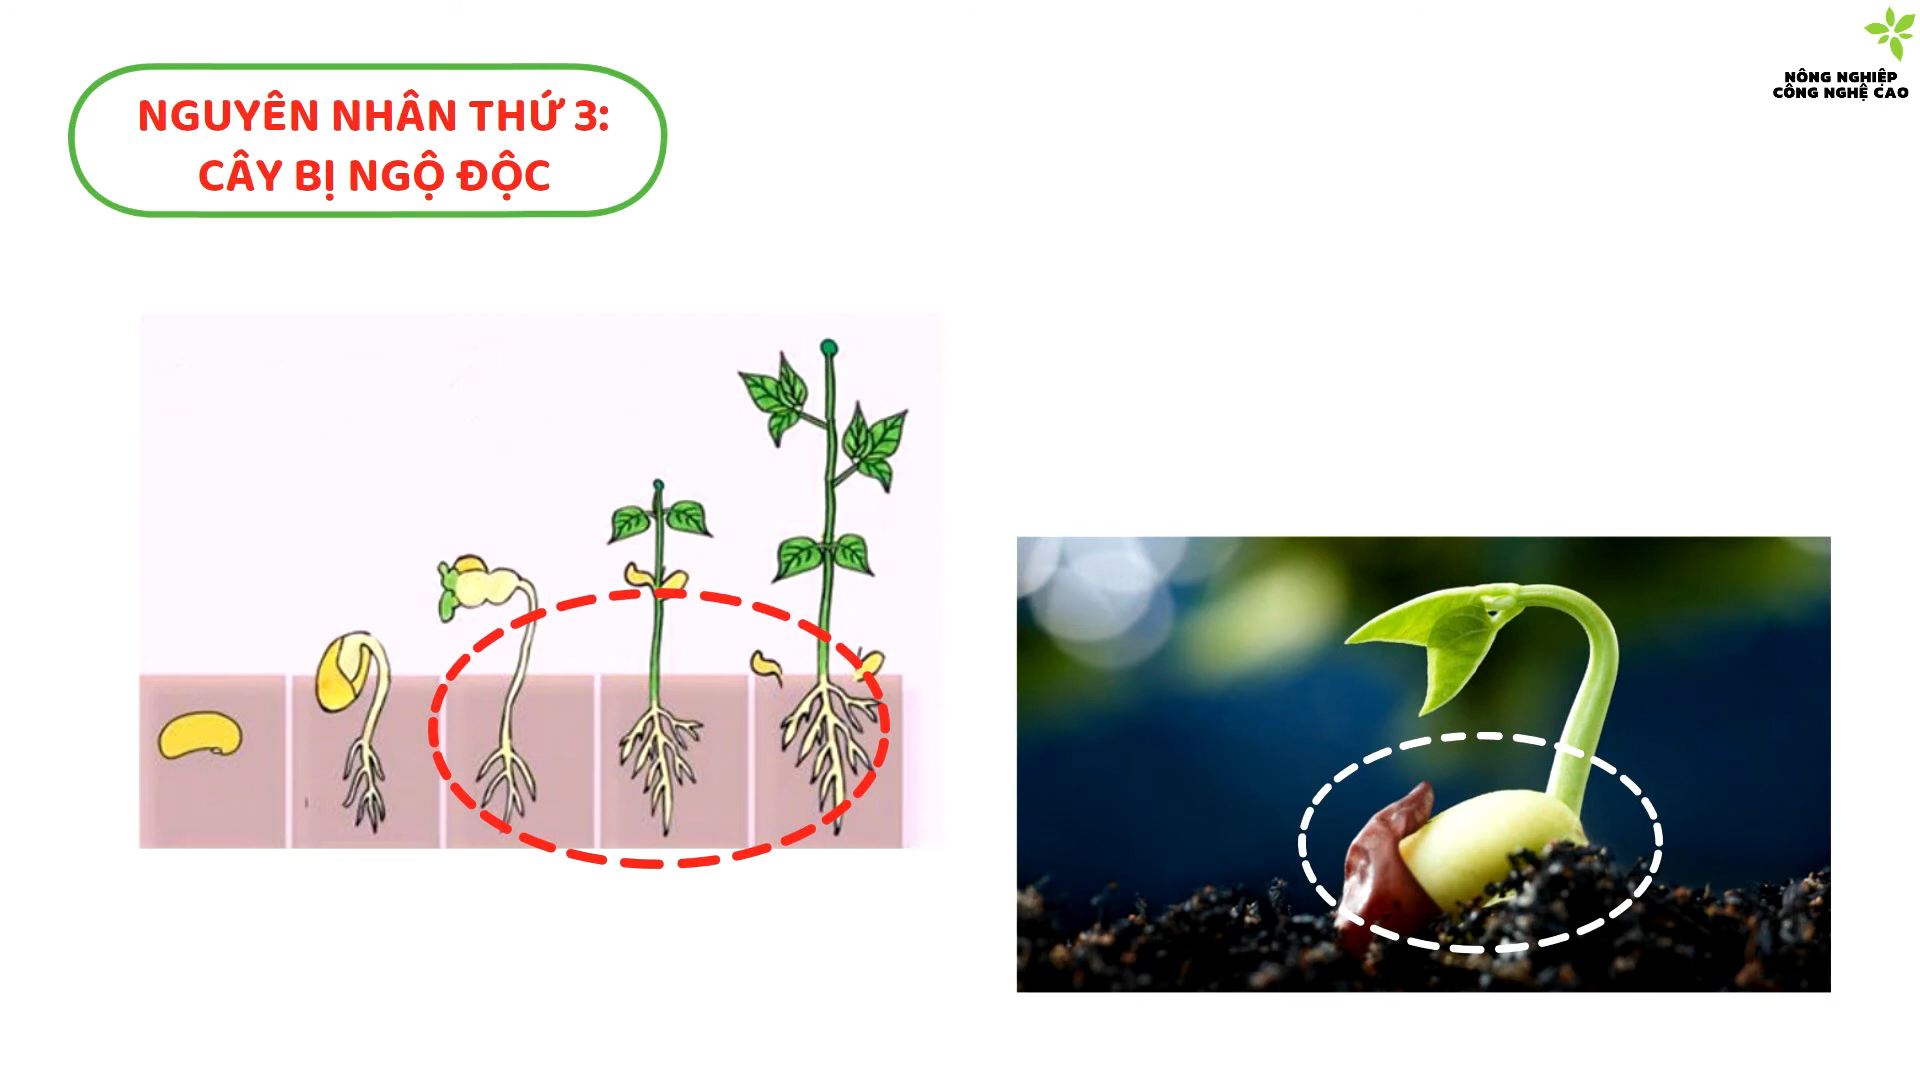 NGUYÊN NHÂN THỨ 3:
CÂY BỊ NGỘ ĐỘC
NÔNG NGHIỆP
CÔNG NGHỆ CAO